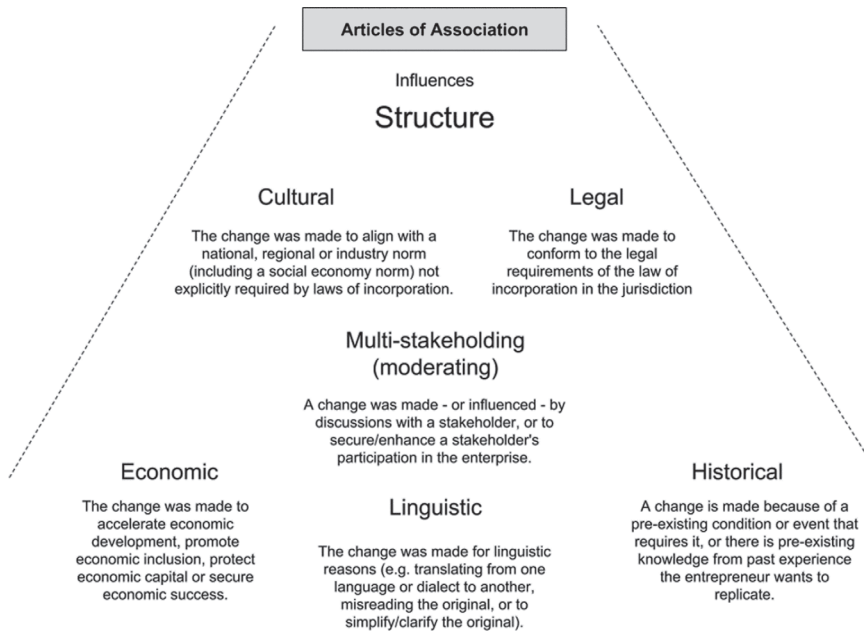 Articles of Association
Influences
Structure
Cultural
The change was made to align with a
national, regional or industry norm
(including a social economy norm) not
explicitly required by laws of incorporation.
Legal
The change was made to
conform to the legal
requirements of the law of
incorporation in the jurisdiction
Multi-stakeholding
(moderating)
A change was made - or influenced - by
discussions with a stakeholder, or to
secure/enhance a stakeholder's
participation in the enterprise.
Economic
The change was made to
accelerate economic
development, promote
economic inclusion, protect
economic capital or secure
economic success.
Linguistic
The change was made for linguistic
reasons (e.g. translating from one
language or dialect to another,
misreading the original, or to
simplify/clarify the original).
Historical
A change is made because of a
pre-existing condition or event that
requires it, or there is pre-existing
knowledge from past experience
the entrepreneur wants to
replicate.